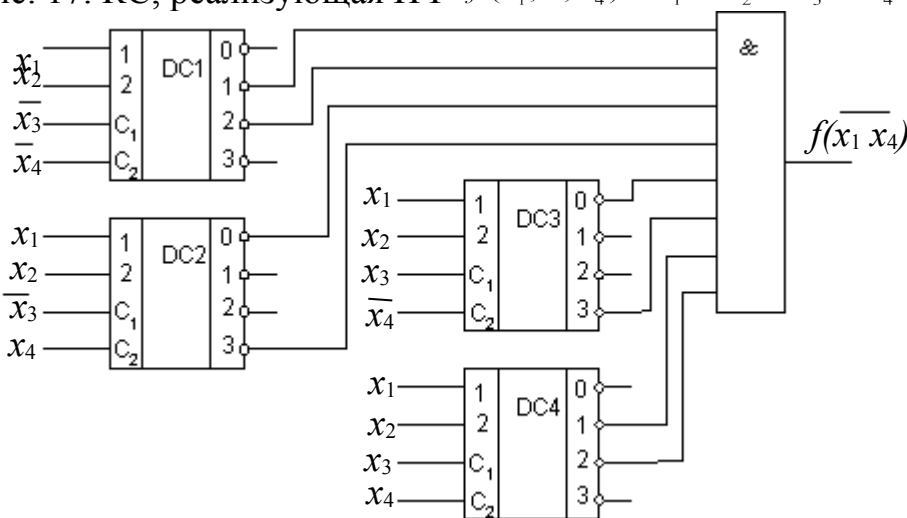 КС, реализующая
&
x₁ 1 DC1 0
x₂ 2 1
x̅₃ C₁ 2
x̅₄ C₂ 3
f(x̅₁ x̅₄)
x₁ 1 DC2 0
x₂ 2 1
x̅₃ C₁ 2
x₄ C₂ 3
x₁ 1 DC3 0
x₂ 2 1
x₃ C₁ 2
x̅₄ C₂ 3
x₁ 1 DC4 0
x₂ 2 1
x₃ C₁ 2
x₄ C₂ 3